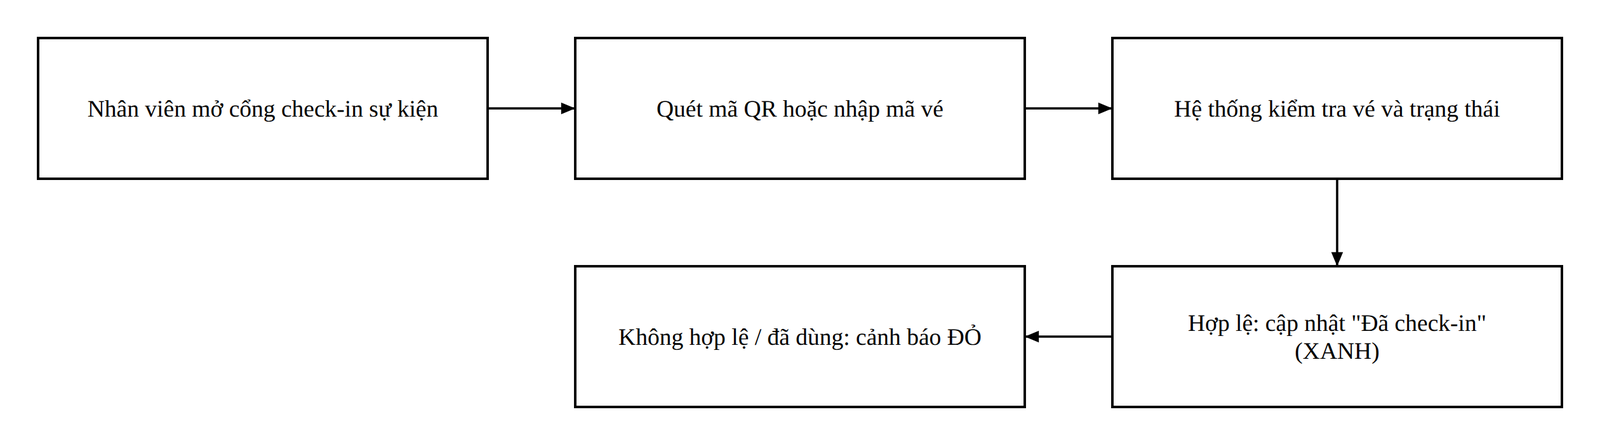 Nhân viên mở cổng check-in sự kiện
Quét mã QR hoặc nhập mã vé
Hệ thống kiểm tra vé và trạng thái
Hợp lệ: cập nhật "Đã check-in"
(XANH)
Không hợp lệ / đã dùng: cảnh báo ĐỎ